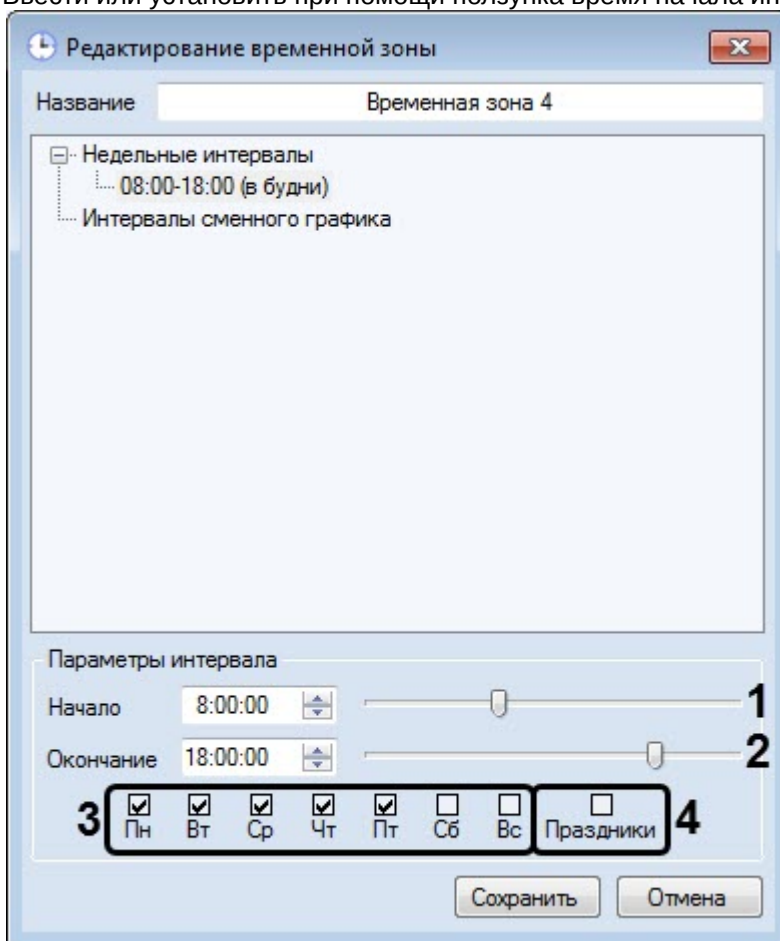 Ввести или установить при помощи ползунка время начала ин
Редактирование временной зоны
Название Временная зона 4
Недельные интервалы
08:00-18:00 (в будни)
Интервалы сменного графика
Параметры интервала
Начало 8:00:00 1
Окончание 18:00:00 2
3 Пн Вт Ср Чт Пт Сб Вс Праздники 4
Сохранить Отмена